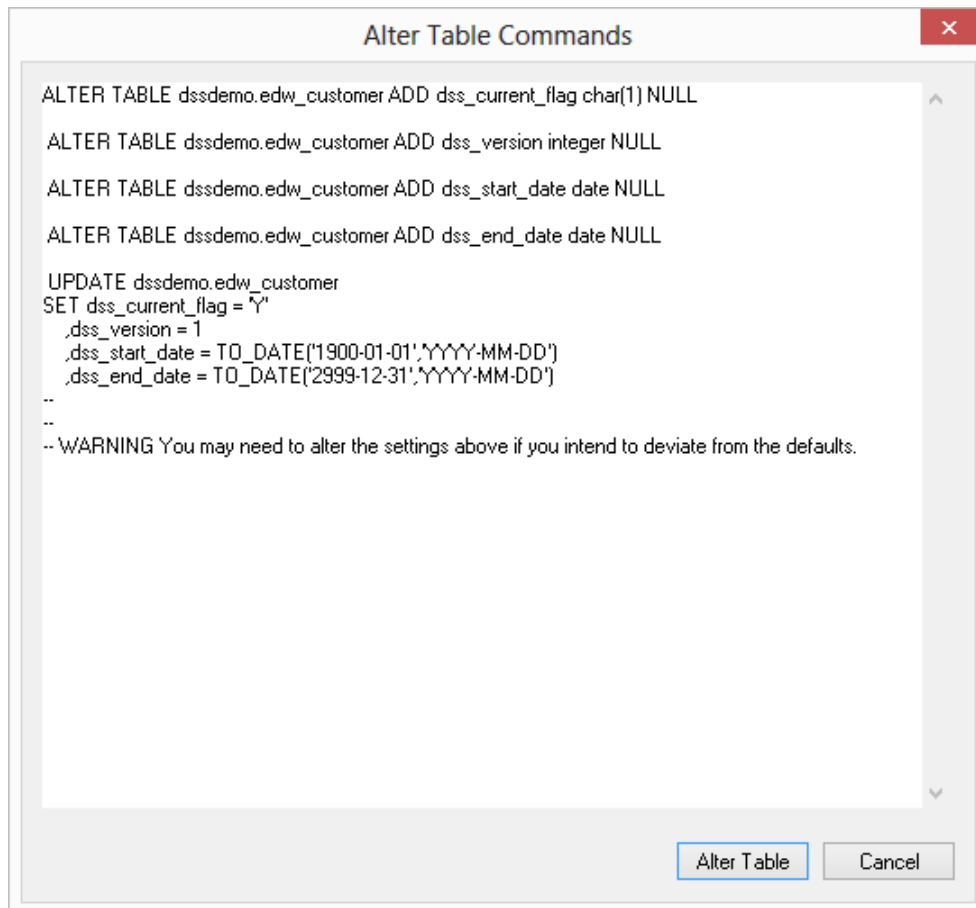 Alter Table Commands
ALTER TABLE dssdemo.edw_customer ADD dss_current_flag char(1) NULL
ALTER TABLE dssdemo.edw_customer ADD dss_version integer NULL
ALTER TABLE dssdemo.edw_customer ADD dss_start_date date NULL
ALTER TABLE dssdemo.edw_customer ADD dss_end_date date NULL
UPDATE dssdemo.edw_customer
SET dss_current_flag = 'Y'
,dss_version = 1
,dss_start_date = TO_DATE('1900-01-01','YYYY-MM-DD')
,dss_end_date = TO_DATE('2999-12-31','YYYY-MM-DD')
--
--
-- WARNING You may need to alter the settings above if you intend to deviate from the defaults.
Alter Table Cancel